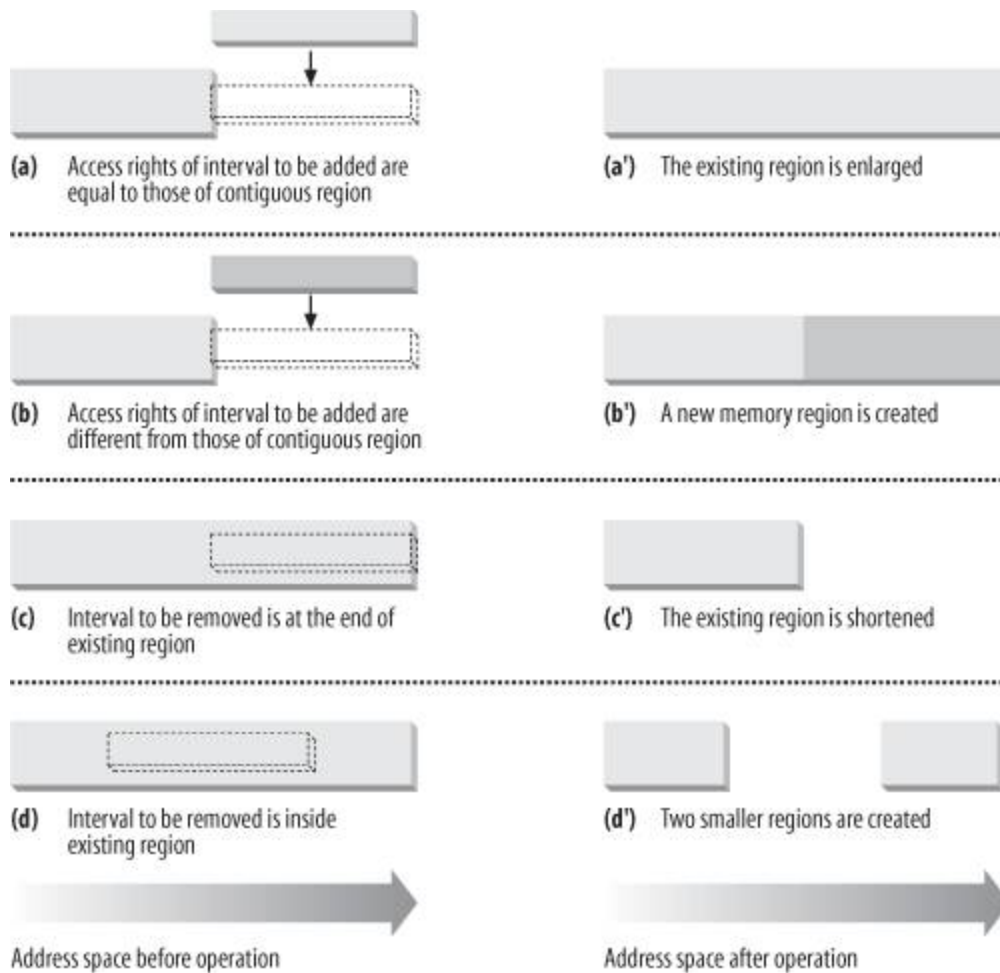 (a) Access rights of interval to be added are
equal to those of contiguous region
(a') The existing region is enlarged
(b) Access rights of interval to be added are
different from those of contiguous region
(b') A new memory region is created
(c) Interval to be removed is at the end of
existing region
(c') The existing region is shortened
(d) Interval to be removed is inside
existing region
(d') Two smaller regions are created
Address space before operation
Address space after operation